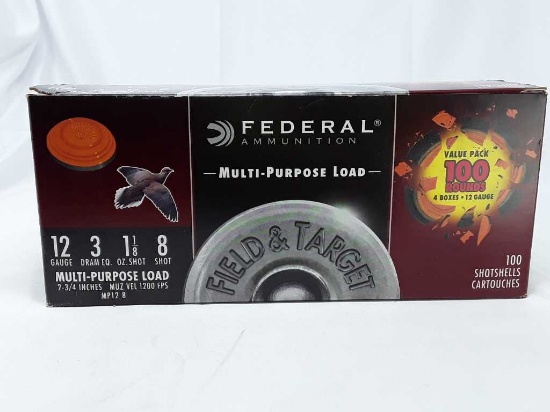 FEDERAL®
AMMUNITION
MULTI-PURPOSE LOAD
FIELD & TARGET
12 3 1 1/8 8
GAUGE DRAM EQ. OZ. SHOT SHOT
MULTI-PURPOSE LOAD
2-3/4 INCHES MUZ VEL 1200 FPS
MP12 8
VALUE PACK
100
ROUNDS
4 BOXES • 12 GAUGE
100
SHOTSHELLS
CARTOUCHES